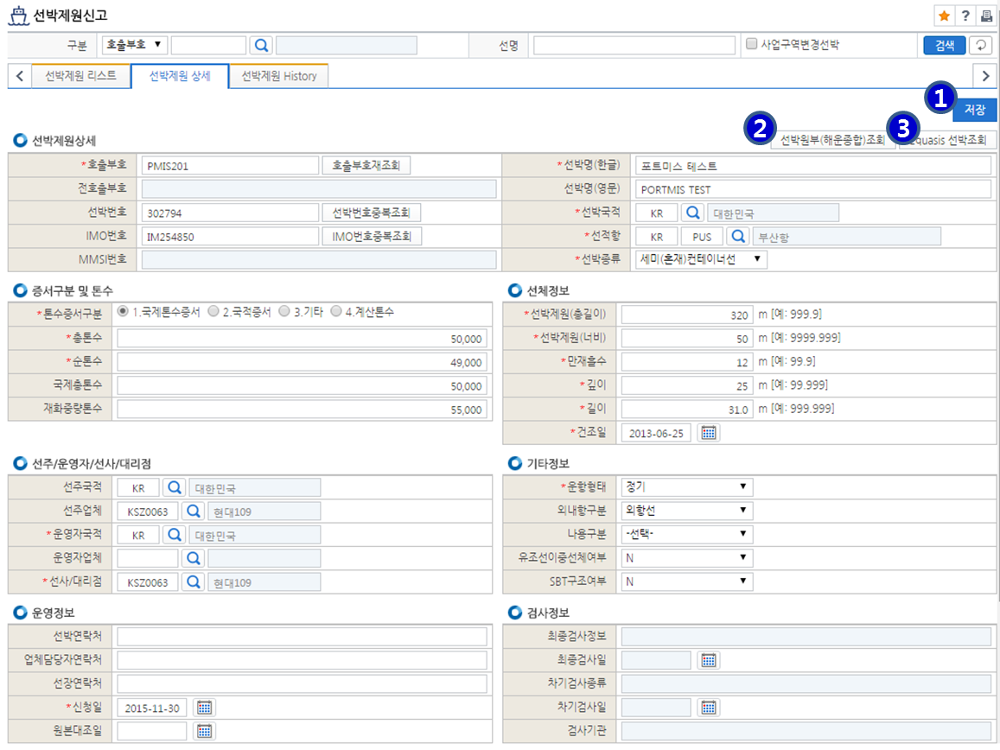 선박제원신고
구분 호출부호 선명 사업구역변경선박 검색
선박제원 리스트 선박제원 상세 선박제원 History
1 저장
2 선박원부(해운종합)조회 3 Equasis 선박조회
선박제원상세
*호출부호 PMIS201 호출부호재조회 *선박명(한글) 포트미스 테스트
전호출부호 선박명(영문) PORTMIS TEST
선박번호 302794 선박번호중복조회 *선박국적 KR 대한민국
IMO번호 IM254850 IMO번호중복조회 *선적항 KR PUS 부산항
MMSI번호 *선박종류 세미(혼재)컨테이너선
증서구분 및 톤수 선체정보
*톤수증서구분 1.국제톤수증서 2.국적증서 3.기타 4.계산톤수 *선박제원(총길이) 320 m [예: 999.9]
*총톤수 50,000 *선박제원(너비) 50 m [예: 9999.999]
*순톤수 49,000 *만재흘수 12 m [예: 99.9]
국제총톤수 50,000 *깊이 25 m [예: 99.999]
재화중량톤수 55,000 *길이 31.0 m [예: 999.999]
*건조일 2013-06-25
선주/운영자/선사/대리점 기타정보
선주국적 KR 대한민국 *운항형태 정기
선주업체 KSZ0063 현대109 외내항구분 외항선
*운영자국적 KR 대한민국 나용구분 -선택-
운영자업체 유조선이중선체여부 N
*선사/대리점 KSZ0063 현대109 SBT구조여부 N
운영정보 검사정보
선박연락처 최종검사정보
업체담당자연락처 최종검사일
선장연락처 차기검사종류
*신청일 2015-11-30 차기검사일
원본대조일 검사기관